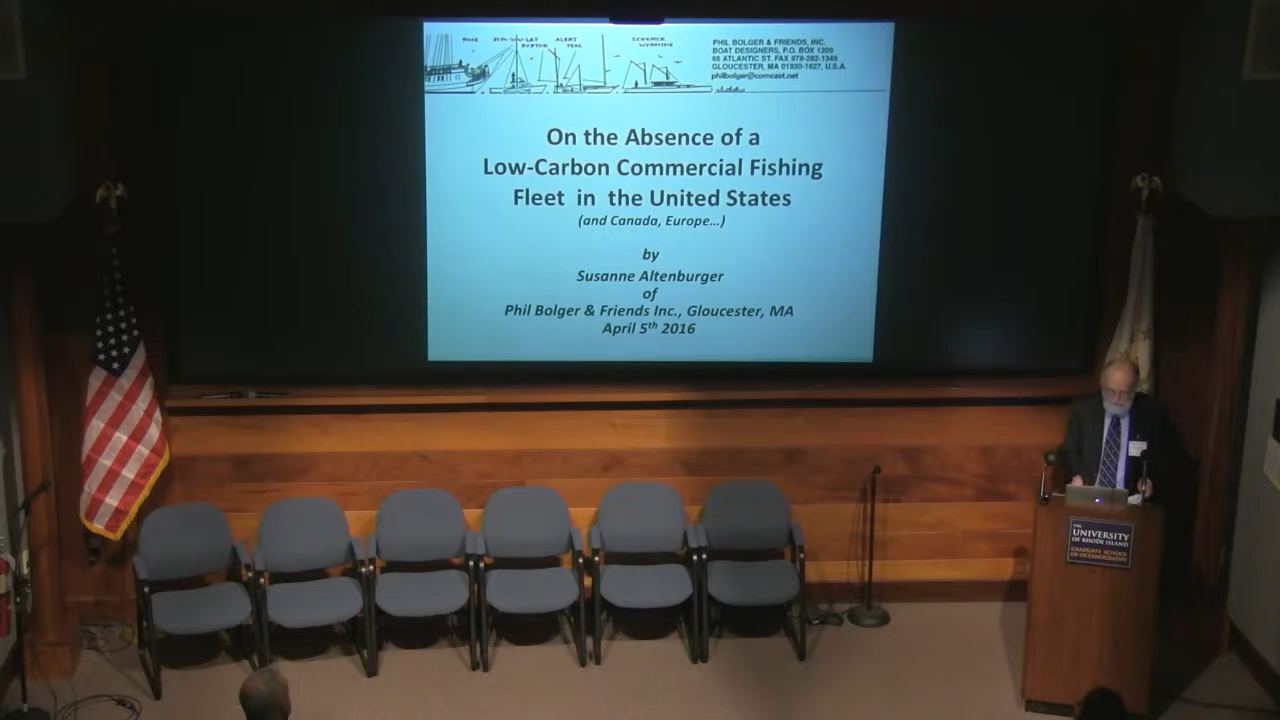 PHIL BOLGER & FRIENDS, INC.
BOAT DESIGNERS, P.O. BOX 1209
66 ATLANTIC ST. FAX 978-282-1349
GLOUCESTER, MA 01930-1627, U.S.A.
philbolger@comcast.net
On the Absence of a
Low-Carbon Commercial Fishing
Fleet in the United States
(and Canada, Europe...)
by
Susanne Altenburger
of
Phil Bolger & Friends Inc., Gloucester, MA
April 5th 2016
THE
UNIVERSITY
OF RHODE ISLAND
GRADUATE SCHOOL
OF OCEANOGRAPHY